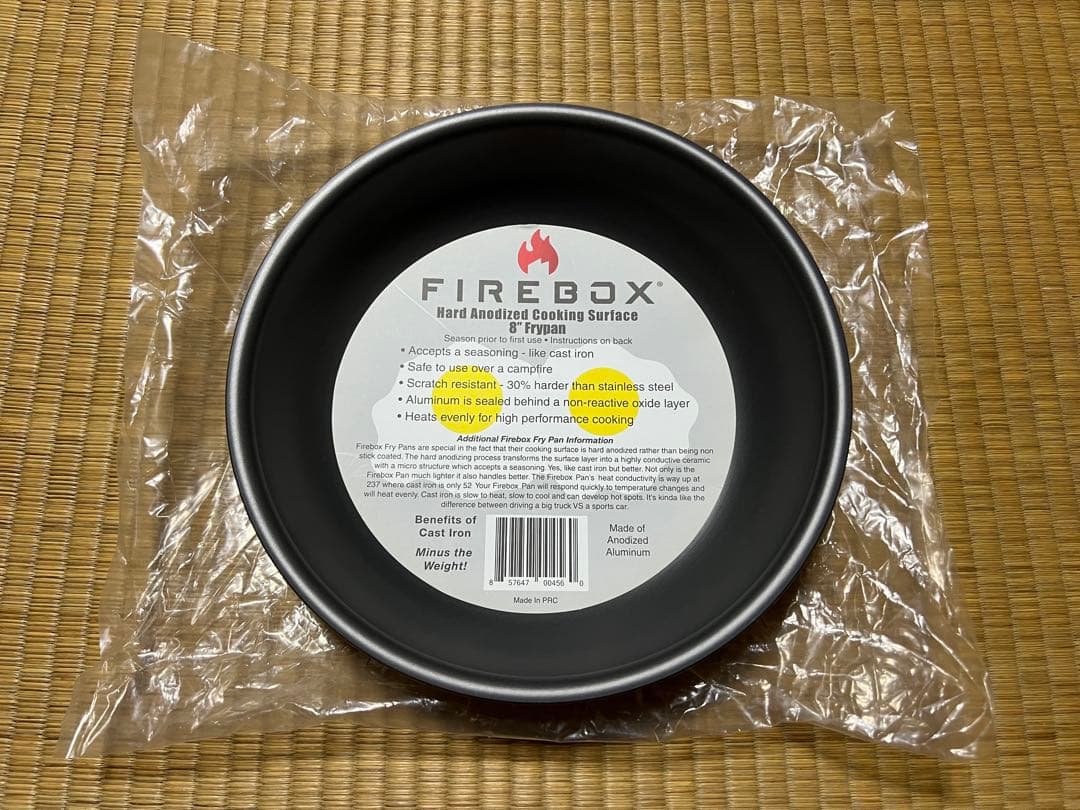 FIREBOX®
Hard Anodized Cooking Surface
8" Frypan
Season prior to first use • Instructions on back
• Accepts a seasoning - like cast iron
• Safe to use over a campfire
• Scratch resistant - 30% harder than stainless steel
• Aluminum is sealed behind a non-reactive oxide layer
• Heats evenly for high performance cooking
Additional Firebox Fry Pan Information
Firebox Fry Pans are special in the fact that their cooking surface is hard anodized rather than being non
stick coated. The hard anodizing process transforms the surface layer into a highly conductive ceramic
with a micro structure which accepts a seasoning. Yes, like cast iron but better. Not only is the
Firebox Pan much lighter it also handles better. The Firebox Pan's heat conductivity is way up at
237 where cast iron is only 52. Your Firebox Pan will respond quickly to temperature changes and
will heat evenly. Cast iron is slow to heat, slow to cool and can develop hot spots. It's kinda like the
difference between driving a big truck VS a sports car.
Benefits of
Cast Iron
Minus the
Weight!
8 57647 00456 0
Made of
Anodized
Aluminum
Made In PRC